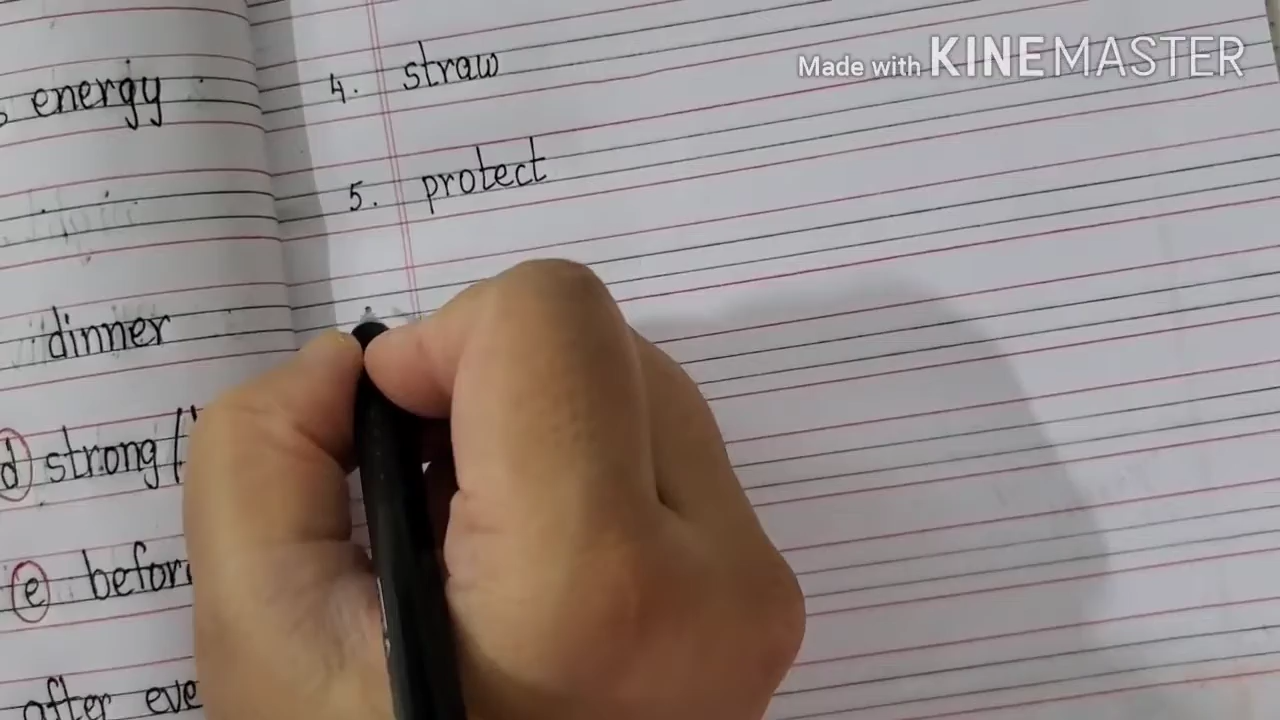 Made with KINEMASTER
energy
dinner
d strong /
e
after
4. straw
5. protect